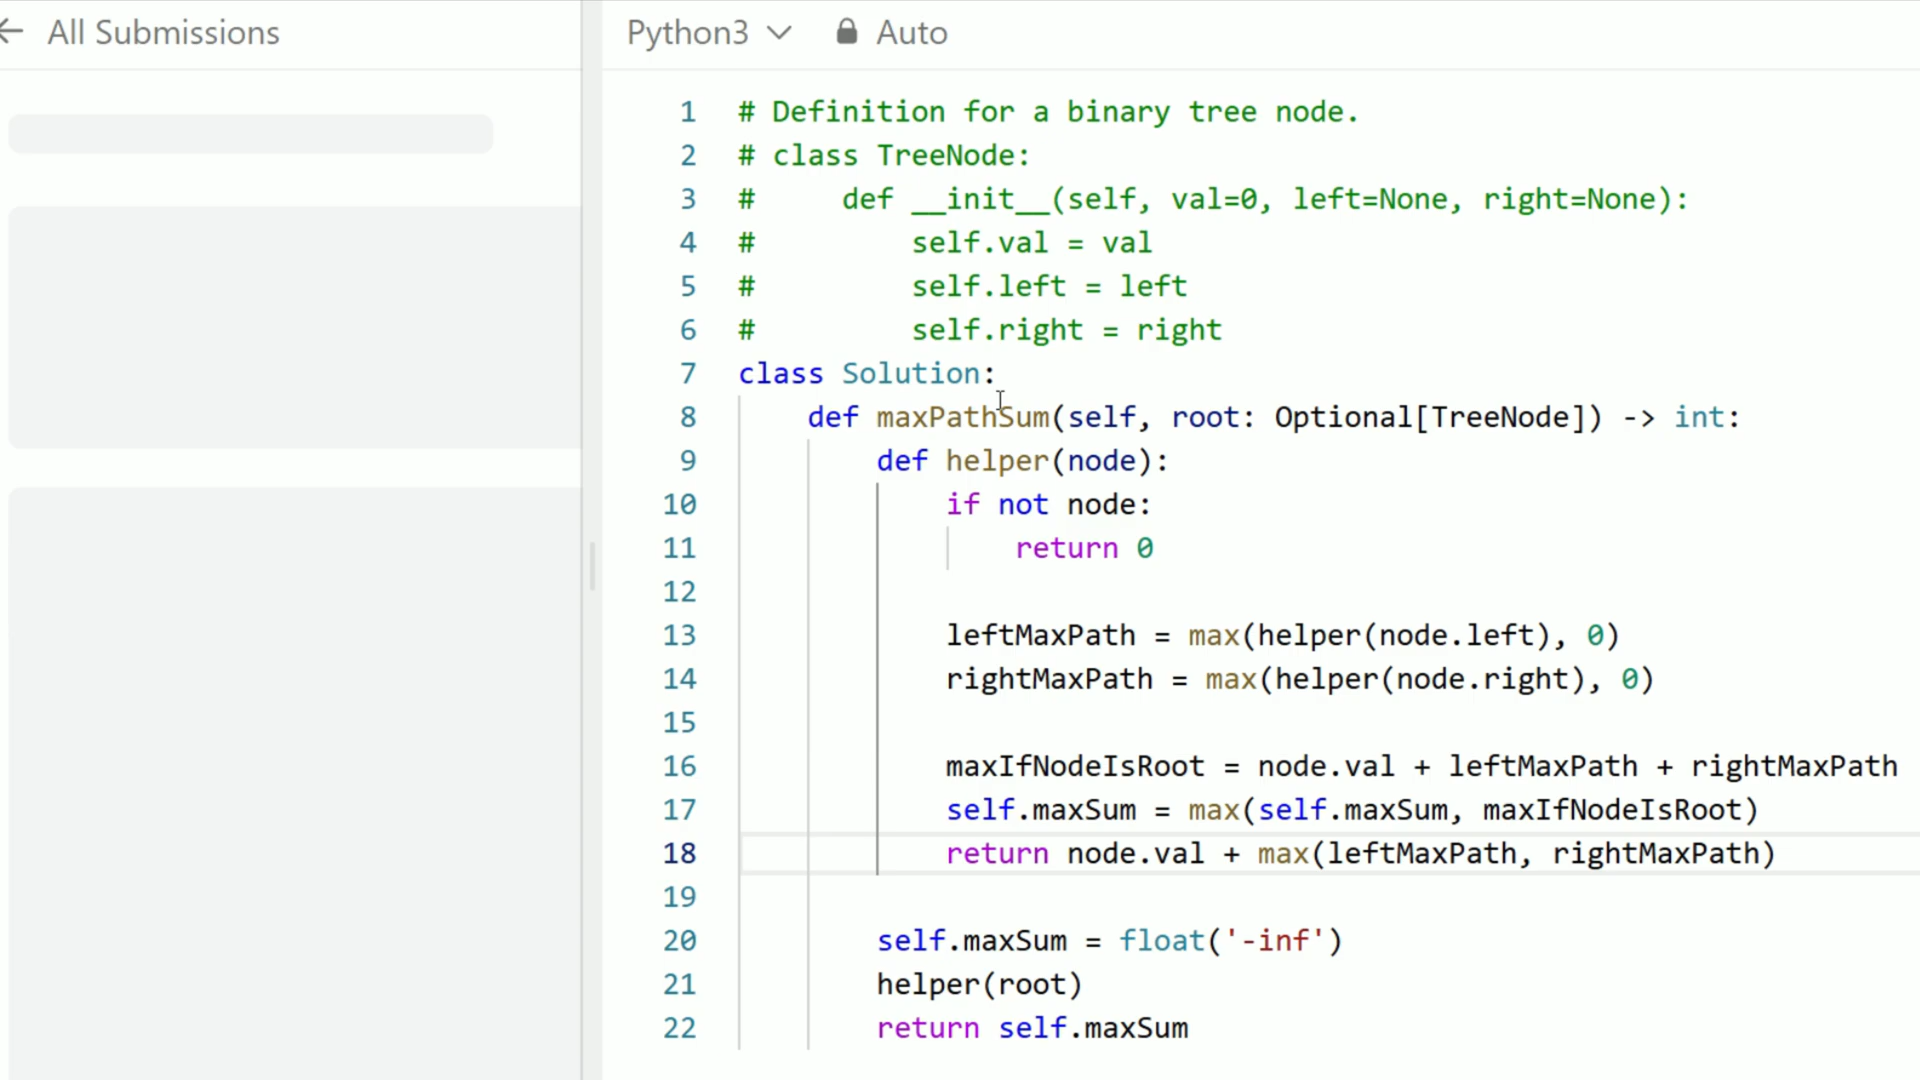 All Submissions
Python3 Auto
1 # Definition for a binary tree node.
2 # class TreeNode:
3 #     def __init__(self, val=0, left=None, right=None):
4 #         self.val = val
5 #         self.left = left
6 #         self.right = right
7 class Solution:
8     def maxPathSum(self, root: Optional[TreeNode]) -> int:
9         def helper(node):
10             if not node:
11                 return 0
12
13             leftMaxPath = max(helper(node.left), 0)
14             rightMaxPath = max(helper(node.right), 0)
15
16             maxIfNodeIsRoot = node.val + leftMaxPath + rightMaxPath
17             self.maxSum = max(self.maxSum, maxIfNodeIsRoot)
18             return node.val + max(leftMaxPath, rightMaxPath)
19
20         self.maxSum = float('-inf')
21         helper(root)
22         return self.maxSum